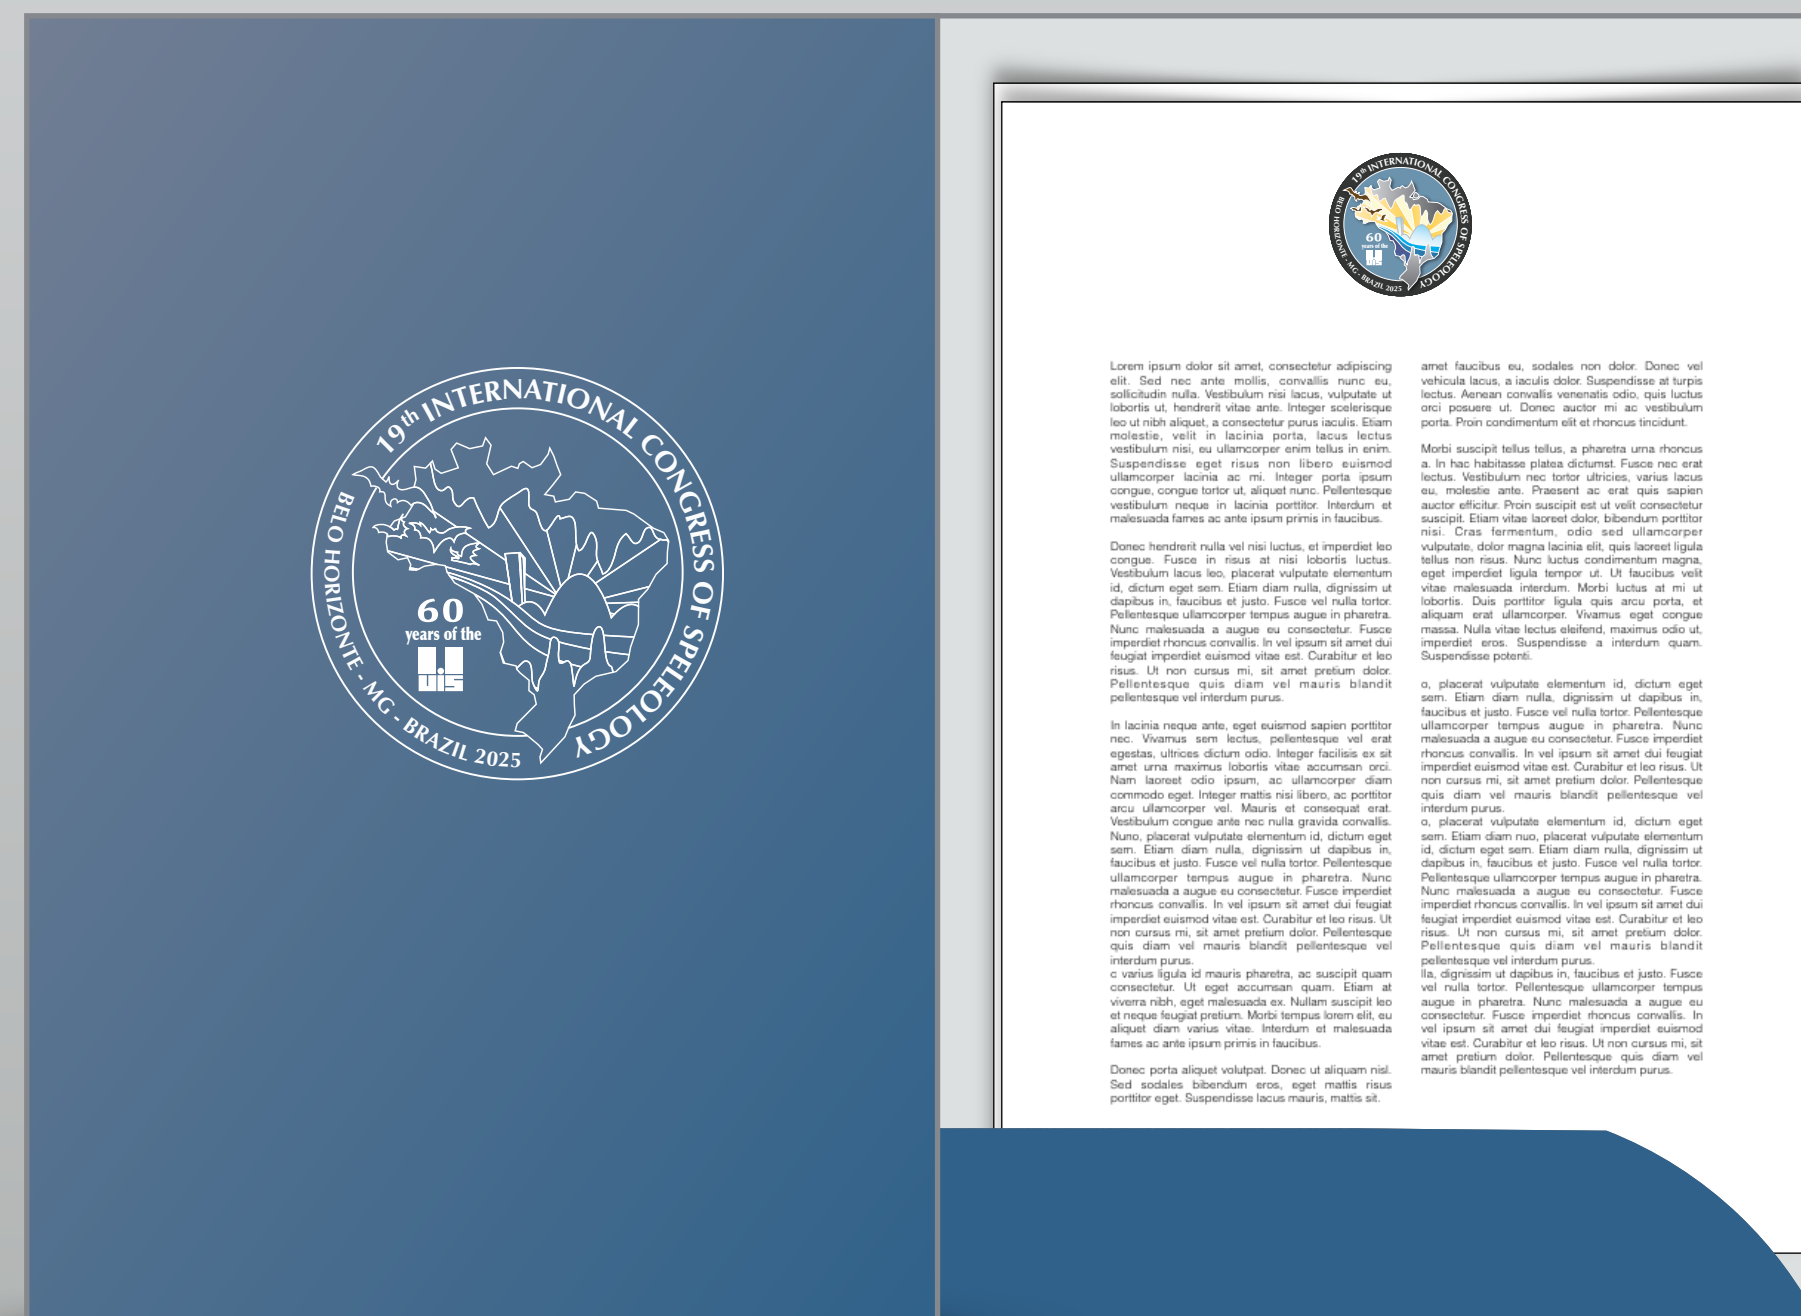 19th INTERNATIONAL CONGRESS OF SPELEOLOGY
BELO HORIZONTE - MG - BRAZIL 2025
60
years of the
uis
19th INTERNATIONAL CONGRESS OF SPELEOLOGY
BELO HORIZONTE - MG - BRAZIL 2025
60
years of the
uis
Lorem ipsum dolor sit amet, consectetur adipiscing
elit. Sed nec ante mollis, convallis nunc eu,
sollicitudin nulla. Vestibulum nisi lacus, vulputate ut
lobortis ut, hendrerit vitae ante. Integer scelerisque
leo ut nibh aliquet, a consectetur purus iaculis. Etiam
molestie, velit in lacinia porta, lacus lectus
vestibulum nisi, eu ullamcorper enim tellus in enim.
Suspendisse eget risus non libero euismod
ullamcorper lacinia ac mi. Integer porta ipsum
congue, congue tortor ut, aliquet nunc. Pellentesque
vestibulum neque in lacinia porttitor. Interdum et
malesuada fames ac ante ipsum primis in faucibus.
Donec hendrerit nulla vel nisi luctus, et imperdiet leo
congue. Fusce in risus at nisi lobortis luctus.
Vestibulum lacus leo, placerat vulputate elementum
id, dictum eget sem. Etiam diam nulla, dignissim ut
dapibus in, faucibus et justo. Fusce vel nulla tortor.
Pellentesque ullamcorper tempus augue in pharetra.
Nunc malesuada a augue eu consectetur. Fusce
imperdiet rhoncus convallis. In vel ipsum sit amet dui
feugiat imperdiet euismod vitae est. Curabitur et leo
risus. Ut non cursus mi, sit amet pretium dolor.
Pellentesque quis diam vel mauris blandit
pellentesque vel interdum purus.
In lacinia neque ante, eget euismod sapien porttitor
nec. Vivamus sem lectus, pellentesque vel erat
egestas, ultrices dictum odio. Integer facilisis ex sit
amet urna maximus lobortis vitae accumsan orci.
Nam laoreet odio ipsum, ac ullamcorper diam
commodo eget. Integer mattis nisi libero, ac porttitor
arcu ullamcorper vel. Mauris et consequat erat.
Vestibulum congue ante nec nulla gravida convallis.
Nuno, placerat vulputate elementum id, dictum eget
sem. Etiam diam nulla, dignissim ut dapibus in,
faucibus et justo. Fusce vel nulla tortor. Pellentesque
ullamcorper tempus augue in pharetra. Nunc
malesuada a augue eu consectetur. Fusce imperdiet
rhoncus convallis. In vel ipsum sit amet dui feugiat
imperdiet euismod vitae est. Curabitur et leo risus. Ut
non cursus mi, sit amet pretium dolor. Pellentesque
quis diam vel mauris blandit pellentesque vel
interdum purus.
c varius ligula id mauris pharetra, ac suscipit quam
consectetur. Ut eget accumsan quam. Etiam at
viverra nibh, eget malesuada ex. Nullam suscipit leo
et neque feugiat pretium. Morbi tempus lorem elit, eu
aliquet diam varius vitae. Interdum et malesuada
fames ac ante ipsum primis in faucibus.
Donec porta aliquet volutpat. Donec ut aliquam nisl.
Sed sodales bibendum eros, eget mattis risus
porttitor eget. Suspendisse lacus mauris, mattis sit.
amet faucibus eu, sodales non dolor. Donec vel
vehicula lacus, a iaculis dolor. Suspendisse at turpis
lectus. Aenean convallis venenatis odio, quis luctus
orci posuere ut. Donec auctor mi ac vestibulum
porta. Proin condimentum elit et rhoncus tincidunt.
Morbi suscipit tellus tellus, a pharetra urna rhoncus
a. In hac habitasse platea dictumst. Fusce nec erat
lectus. Vestibulum nec tortor ultricies, varius lacus
eu, molestie ante. Praesent ac erat quis sapien
auctor efficitur. Proin suscipit est ut velit consectetur
suscipit. Etiam vitae laoreet dolor, bibendum porttitor
nisi. Cras fermentum, odio sed ullamcorper
vulputate, dolor magna lacinia elit, quis laoreet ligula
tellus non risus. Nunc luctus condimentum magna,
eget imperdiet ligula tempor ut. Ut faucibus velit
vitae malesuada interdum. Morbi luctus at mi ut
lobortis. Duis porttitor ligula quis arcu porta, et
aliquam erat ullamcorper. Vivamus eget congue
massa. Nulla vitae lectus eleifend, maximus odio ut,
imperdiet eros. Suspendisse a interdum quam.
Suspendisse potenti.
o, placerat vulputate elementum id, dictum eget
sem. Etiam diam nulla, dignissim ut dapibus in,
faucibus et justo. Fusce vel nulla tortor. Pellentesque
ullamcorper tempus augue in pharetra. Nunc
malesuada a augue eu consectetur. Fusce imperdiet
rhoncus convallis. In vel ipsum sit amet dui feugiat
imperdiet euismod vitae est. Curabitur et leo risus. Ut
non cursus mi, sit amet pretium dolor. Pellentesque
quis diam vel mauris blandit pellentesque vel
interdum purus.
o, placerat vulputate elementum id, dictum eget
sem. Etiam diam nuo, placerat vulputate elementum
id, dictum eget sem. Etiam diam nulla, dignissim ut
dapibus in, faucibus et justo. Fusce vel nulla tortor.
Pellentesque ullamcorper tempus augue in pharetra.
Nunc malesuada a augue eu consectetur. Fusce
imperdiet rhoncus convallis. In vel ipsum sit amet dui
feugiat imperdiet euismod vitae est. Curabitur et leo
risus. Ut non cursus mi, sit amet pretium dolor.
Pellentesque quis diam vel mauris blandit
pellentesque vel interdum purus.
lla, dignissim ut dapibus in, faucibus et justo. Fusce
vel nulla tortor. Pellentesque ullamcorper tempus
augue in pharetra. Nunc malesuada a augue eu
consectetur. Fusce imperdiet rhoncus convallis. In
vel ipsum sit amet dui feugiat imperdiet euismod
vitae est. Curabitur et leo risus. Ut non cursus mi, sit
amet pretium dolor. Pellentesque quis diam vel
mauris blandit pellentesque vel interdum purus.